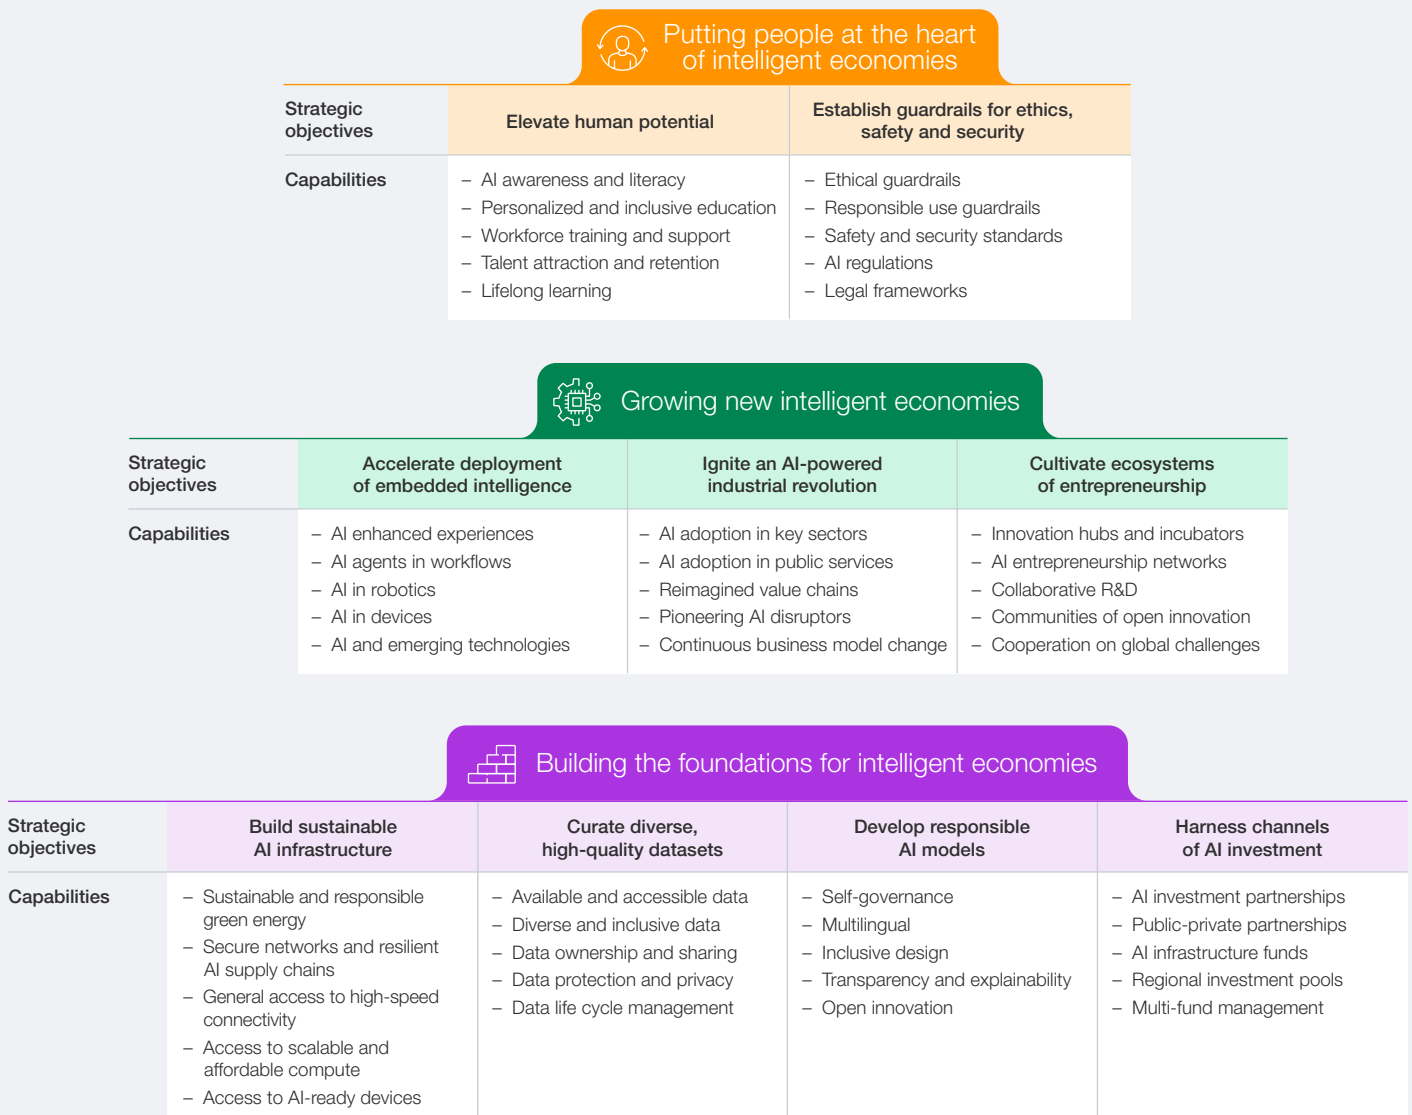 Putting people at the heart
of intelligent economies
Strategic
objectives
Elevate human potential
Establish guardrails for ethics,
safety and security
Capabilities
– AI awareness and literacy
– Personalized and inclusive education
– Workforce training and support
– Talent attraction and retention
– Lifelong learning
– Ethical guardrails
– Responsible use guardrails
– Safety and security standards
– AI regulations
– Legal frameworks
Growing new intelligent economies
Strategic
objectives
Accelerate deployment
of embedded intelligence
Ignite an AI-powered
industrial revolution
Cultivate ecosystems
of entrepreneurship
Capabilities
– AI enhanced experiences
– AI agents in workflows
– AI in robotics
– AI in devices
– AI and emerging technologies
– AI adoption in key sectors
– AI adoption in public services
– Reimagined value chains
– Pioneering AI disruptors
– Continuous business model change
– Innovation hubs and incubators
– AI entrepreneurship networks
– Collaborative R&D
– Communities of open innovation
– Cooperation on global challenges
Building the foundations for intelligent economies
Strategic
objectives
Build sustainable
AI infrastructure
Curate diverse,
high-quality datasets
Develop responsible
AI models
Harness channels
of AI investment
Capabilities
– Sustainable and responsible
green energy
– Secure networks and resilient
AI supply chains
– General access to high-speed
connectivity
– Access to scalable and
affordable compute
– Access to AI-ready devices
– Available and accessible data
– Diverse and inclusive data
– Data ownership and sharing
– Data protection and privacy
– Data life cycle management
– Self-governance
– Multilingual
– Inclusive design
– Transparency and explainability
– Open innovation
– AI investment partnerships
– Public-private partnerships
– AI infrastructure funds
– Regional investment pools
– Multi-fund management